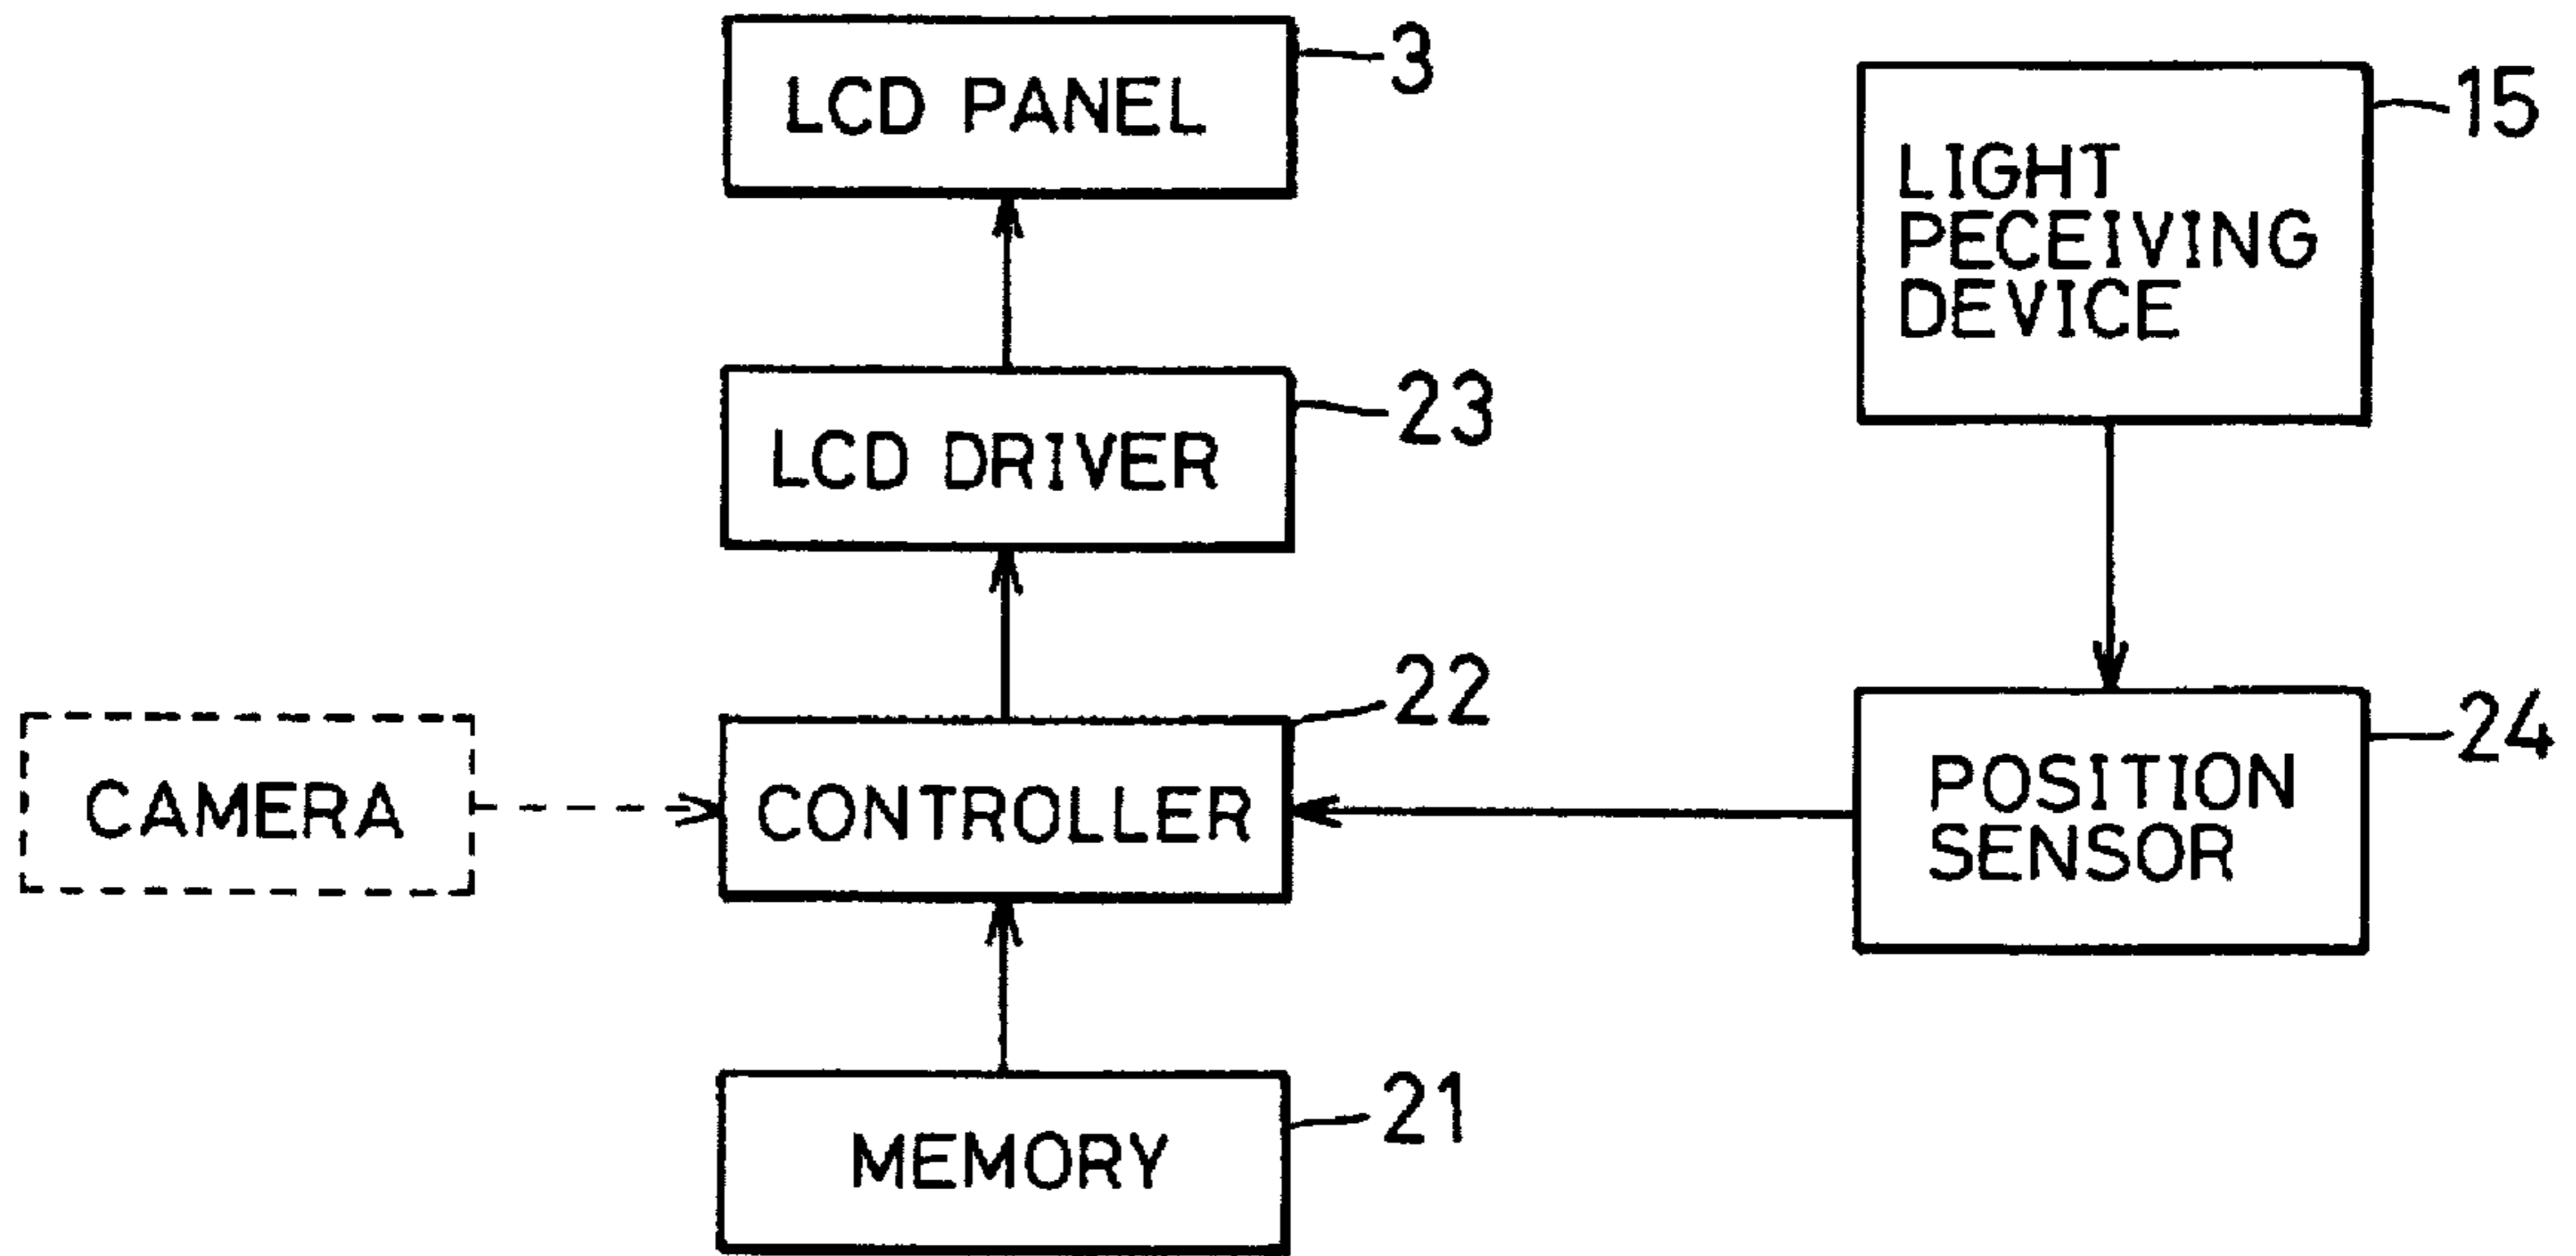 LCD PANEL
3
LIGHT
PECEIVING
DEVICE
15
LCD DRIVER
23
CAMERA
CONTROLLER
22
POSITION
SENSOR
24
MEMORY
21